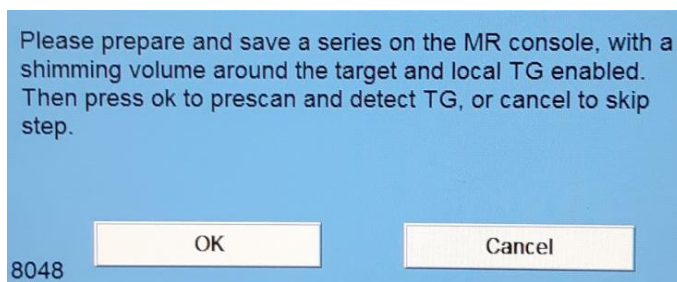 Please prepare and save a series on the MR console, with a
shimming volume around the target and local TG enabled.
Then press ok to prescan and detect TG, or cancel to skip
step.
OK
Cancel
8048